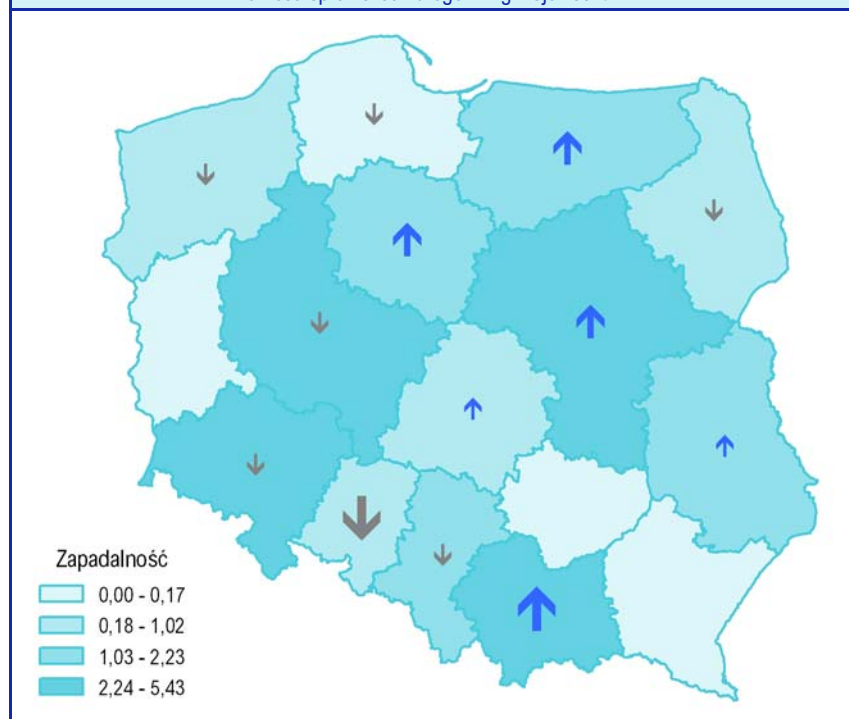 Zapadalność
0,00 - 0,17
0,18 - 1,02
1,03 - 2,23
2,24 - 5,43